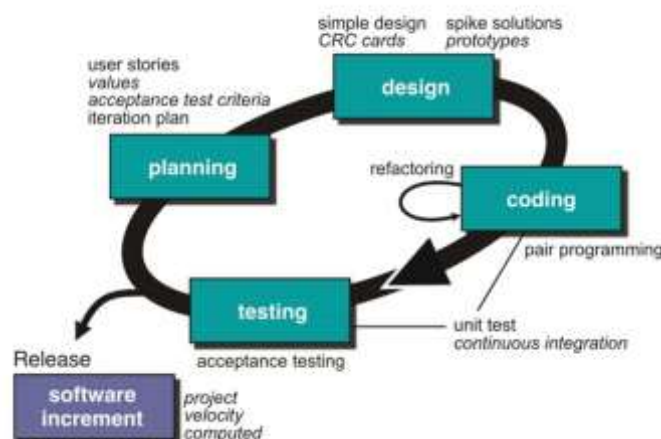 simple design
CRC cards
spike solutions
prototypes
design
user stories
values
acceptance test criteria
iteration plan
planning
refactoring
coding
pair programming
testing
unit test
continuous integration
acceptance testing
Release
software
increment
project
velocity
computed